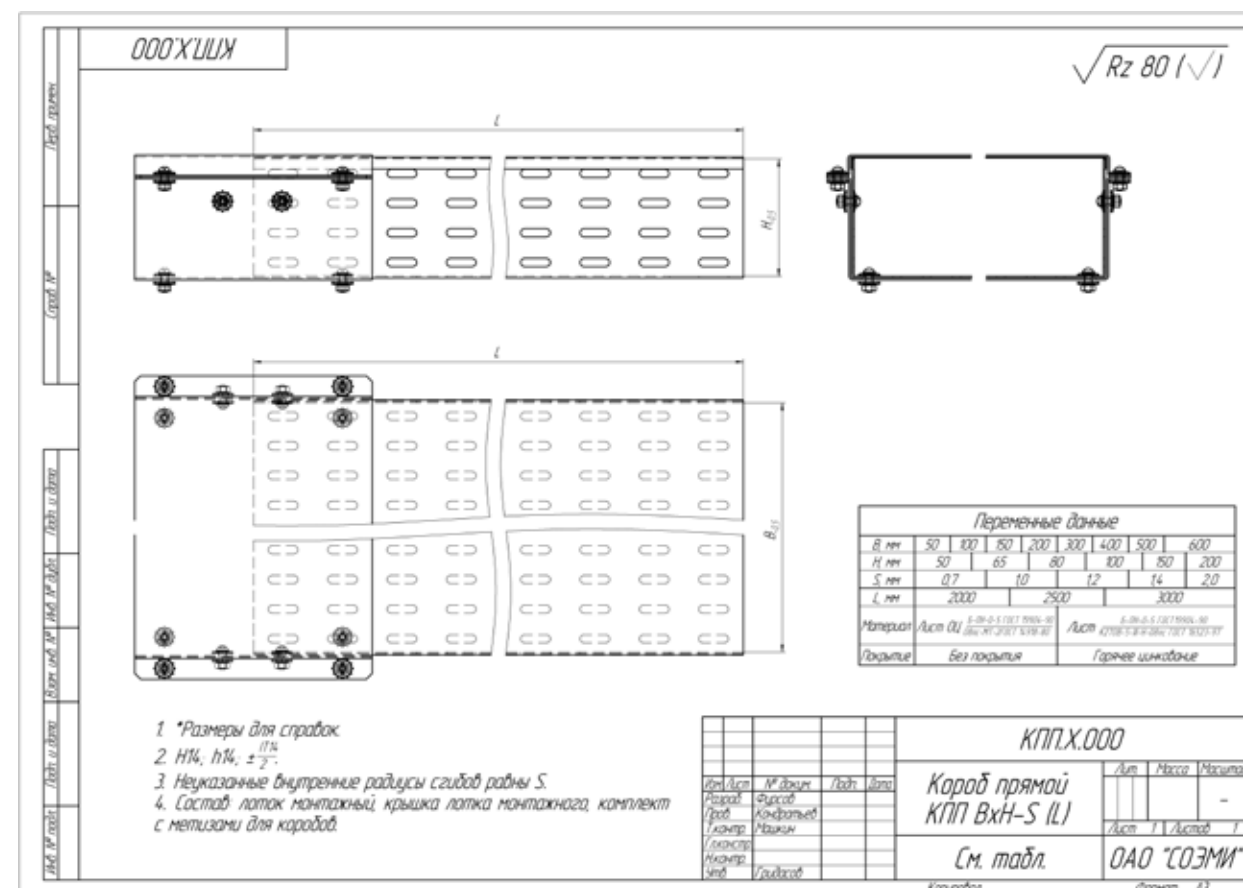 КПП.Х.000
Rz 80 (√)
L
H-0,5
L
B-0,5
Переменные данные
B, мм 50 100 150 200 300 400 500 600
H, мм 50 65 80 100 150 200
S, мм 0,7 1,0 1,2 1,4 2,0
L, мм 2000 2500 3000
Материал Лист ОЦ Лист
Покрытие Без покрытия Горячее цинкование
1. *Размеры для справок.
2. H14; h14; ± IT14/2.
3. Неуказанные внутренние радиусы сгибов равны S.
4. Состав: лоток монтажный, крышка лотка монтажного, комплект
с метизами для коробов.
Перв. примен.
Справ. №
Подп. и дата
Инв. № дубл.
Взам. инв. №
Подп. и дата
Инв. № подл.
КПП.Х.000
Изм. Лист № докум. Подп. Дата
Разраб. Фурсов
Пров. Кондратьев
Т.контр. Машкин
Н.контр.
Утв. Гридасов
Короб прямой
КПП BxH-S (L)
Лит. Масса Масштаб
–
Лист 1 Листов 1
См. табл.
ОАО "СОЭМИ"
Копировал
Формат А3